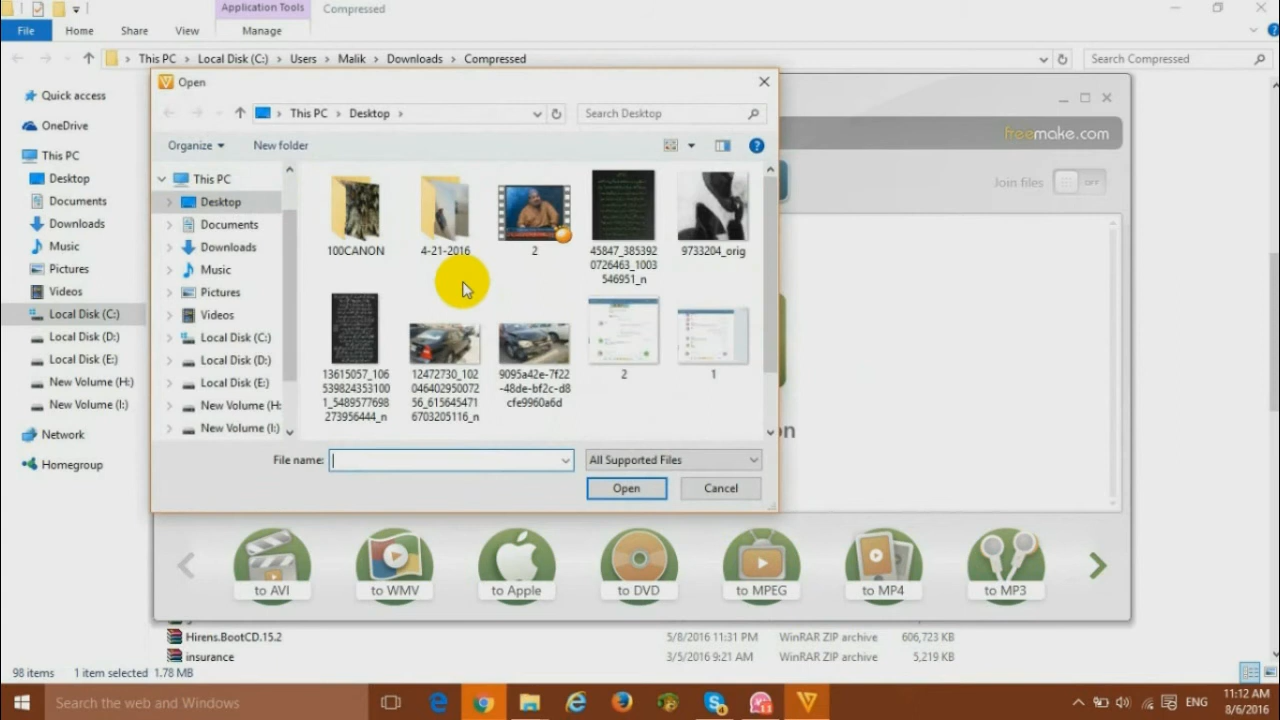 Application Tools
Compressed
File
Home
Share
View
Manage
This PC
Local Disk (C:)
Users
Malik
Downloads
Compressed
Search Compressed
Quick access
OneDrive
This PC
Desktop
Documents
Downloads
Music
Pictures
Videos
Local Disk (C:)
Local Disk (D:)
Local Disk (E:)
New Volume (H:)
New Volume (I:)
Network
Homegroup
Open
This PC
Desktop
Search Desktop
Organize
New folder
This PC
Desktop
Documents
Downloads
Music
Pictures
Videos
Local Disk (C:)
Local Disk (D:)
Local Disk (E:)
New Volume (H:
New Volume (I:)
100CANON
4-21-2016
2
45847_385392
0726463_1003
546951_n
9733204_orig
13615057_106
539824353100
1_5489577698
273956444_n
12472730_102
046402950072
56_615645471
6703205116_n
9095a42e-7f22
-48de-bf2c-d8
cfe9960a6d
2
1
File name:
All Supported Files
Open
Cancel
freemake.com
Join files
OFF
on
to AVI
to WMV
to Apple
to DVD
to MPEG
to MP4
to MP3
Hirens.BootCD.15.2
5/8/2016 11:31 PM
WinRAR ZIP archive
606,723 KB
insurance
3/5/2016 9:21 AM
WinRAR ZIP archive
5,219 KB
98 items
1 item selected 1.78 MB
Search the web and Windows
ENG
11:12 AM
8/6/2016